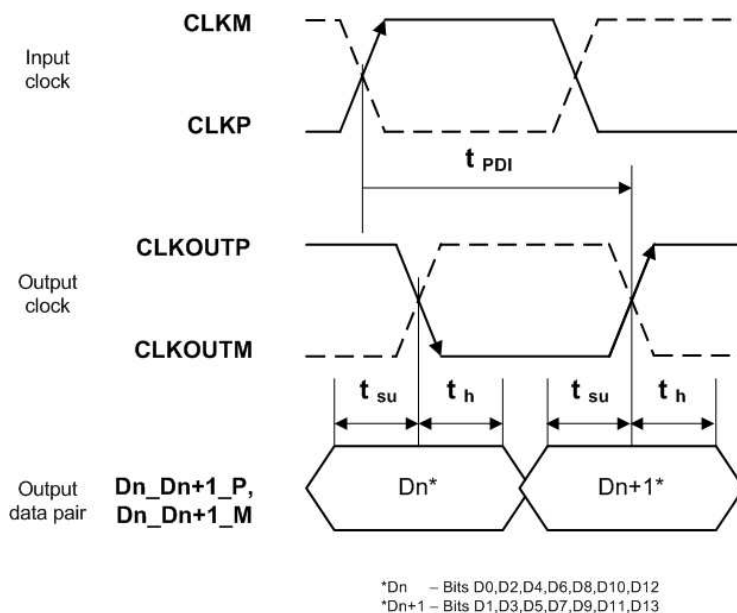 CLKM
Input
clock
CLKP
t PDI
CLKOUTP
Output
clock
CLKOUTM
t su t h t su t h
Output
data pair
Dn_Dn+1_P,
Dn_Dn+1_M
Dn* Dn+1*
*Dn – Bits D0,D2,D4,D6,D8,D10,D12
*Dn+1 – Bits D1,D3,D5,D7,D9,D11,D13